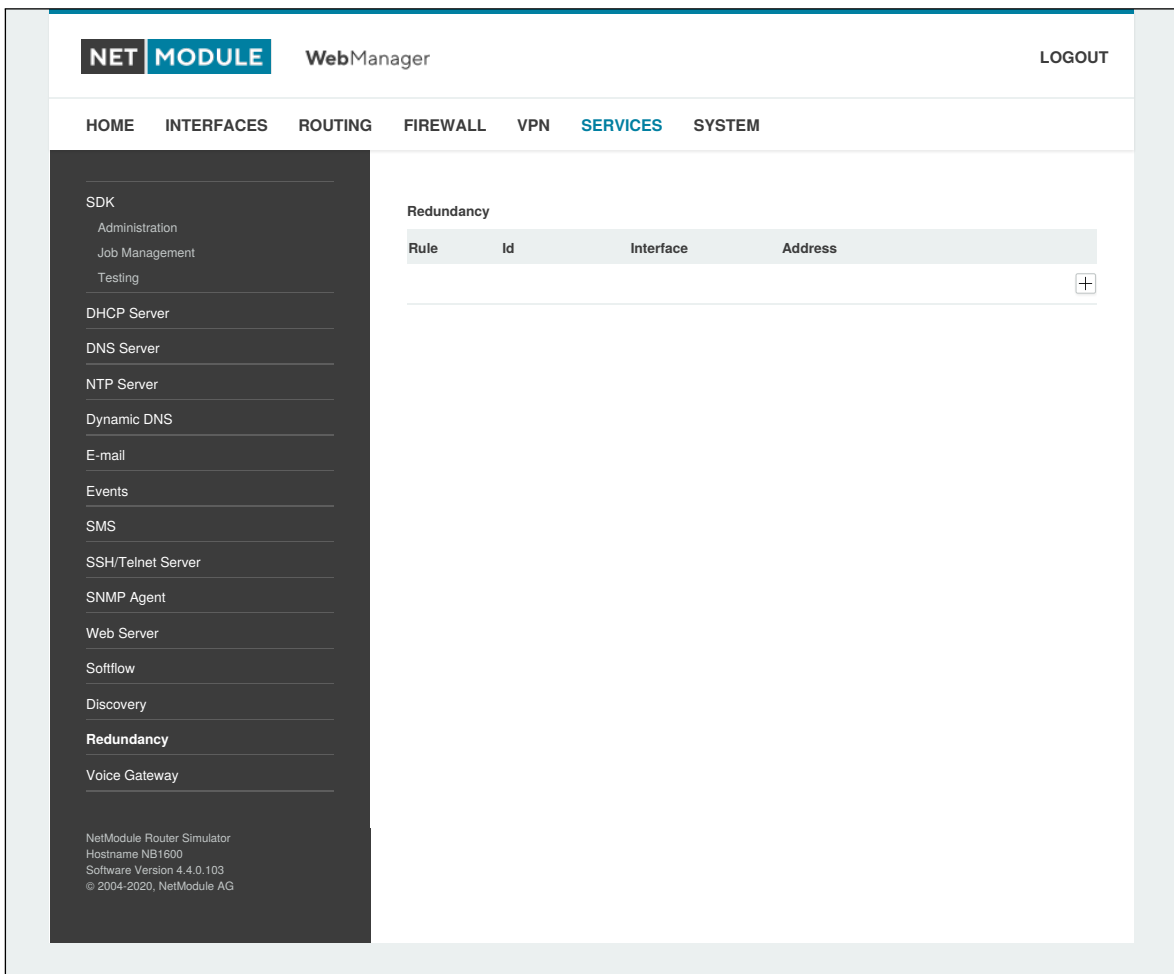 NET MODULE WebManager LOGOUT
HOME INTERFACES ROUTING FIREWALL VPN SERVICES SYSTEM
SDK
Administration
Job Management
Testing
DHCP Server
DNS Server
NTP Server
Dynamic DNS
E-mail
Events
SMS
SSH/Telnet Server
SNMP Agent
Web Server
Softflow
Discovery
Redundancy
Voice Gateway
NetModule Router Simulator
Hostname NB1600
Software Version 4.4.0.103
© 2004-2020, NetModule AG
Redundancy
Rule Id Interface Address